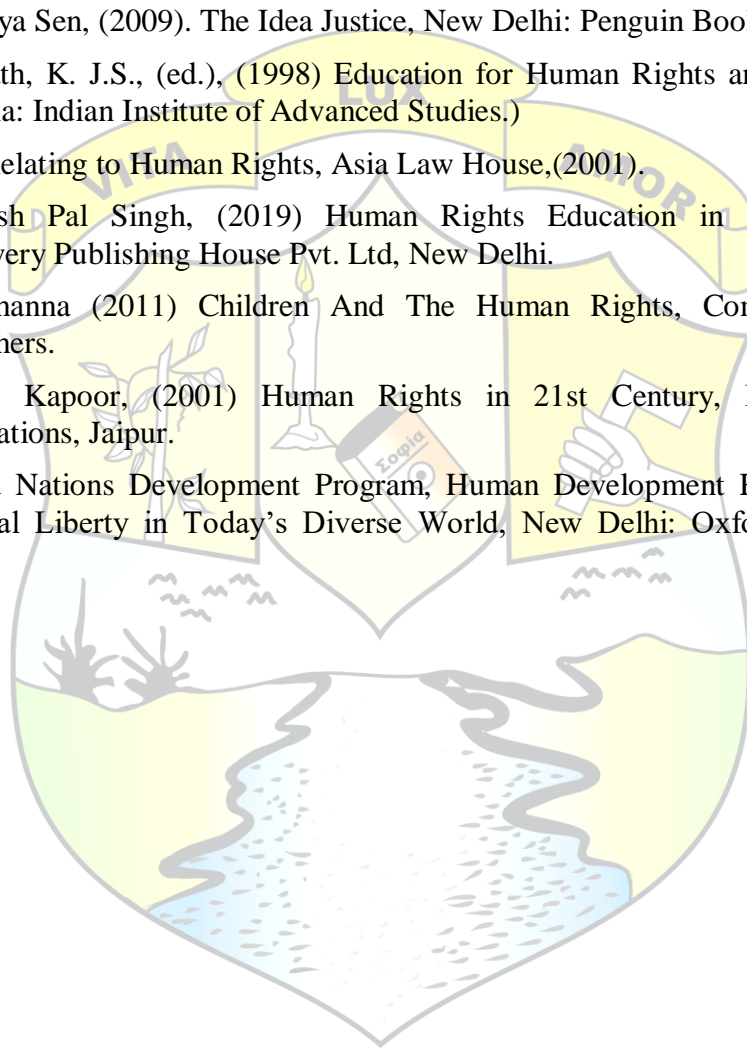 ya Sen, (2009). The Idea Justice, New Delhi: Penguin Boo
ath, K. J.S., (ed.), (1998) Education for Human Rights a
la: Indian Institute of Advanced Studies.)
elating to Human Rights, Asia Law House,(2001).
sh Pal Singh, (2019) Human Rights Education in
very Publishing House Pvt. Ltd, New Delhi.
hanna (2011) Children And The Human Rights, Co
hers.
Kapoor, (2001) Human Rights in 21st Century,
ations, Jaipur.
Nations Development Program, Human Development
al Liberty in Today’s Diverse World, New Delhi: Oxfo
VITA LUX AMOR
Σοφία